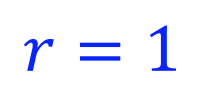 r = 1